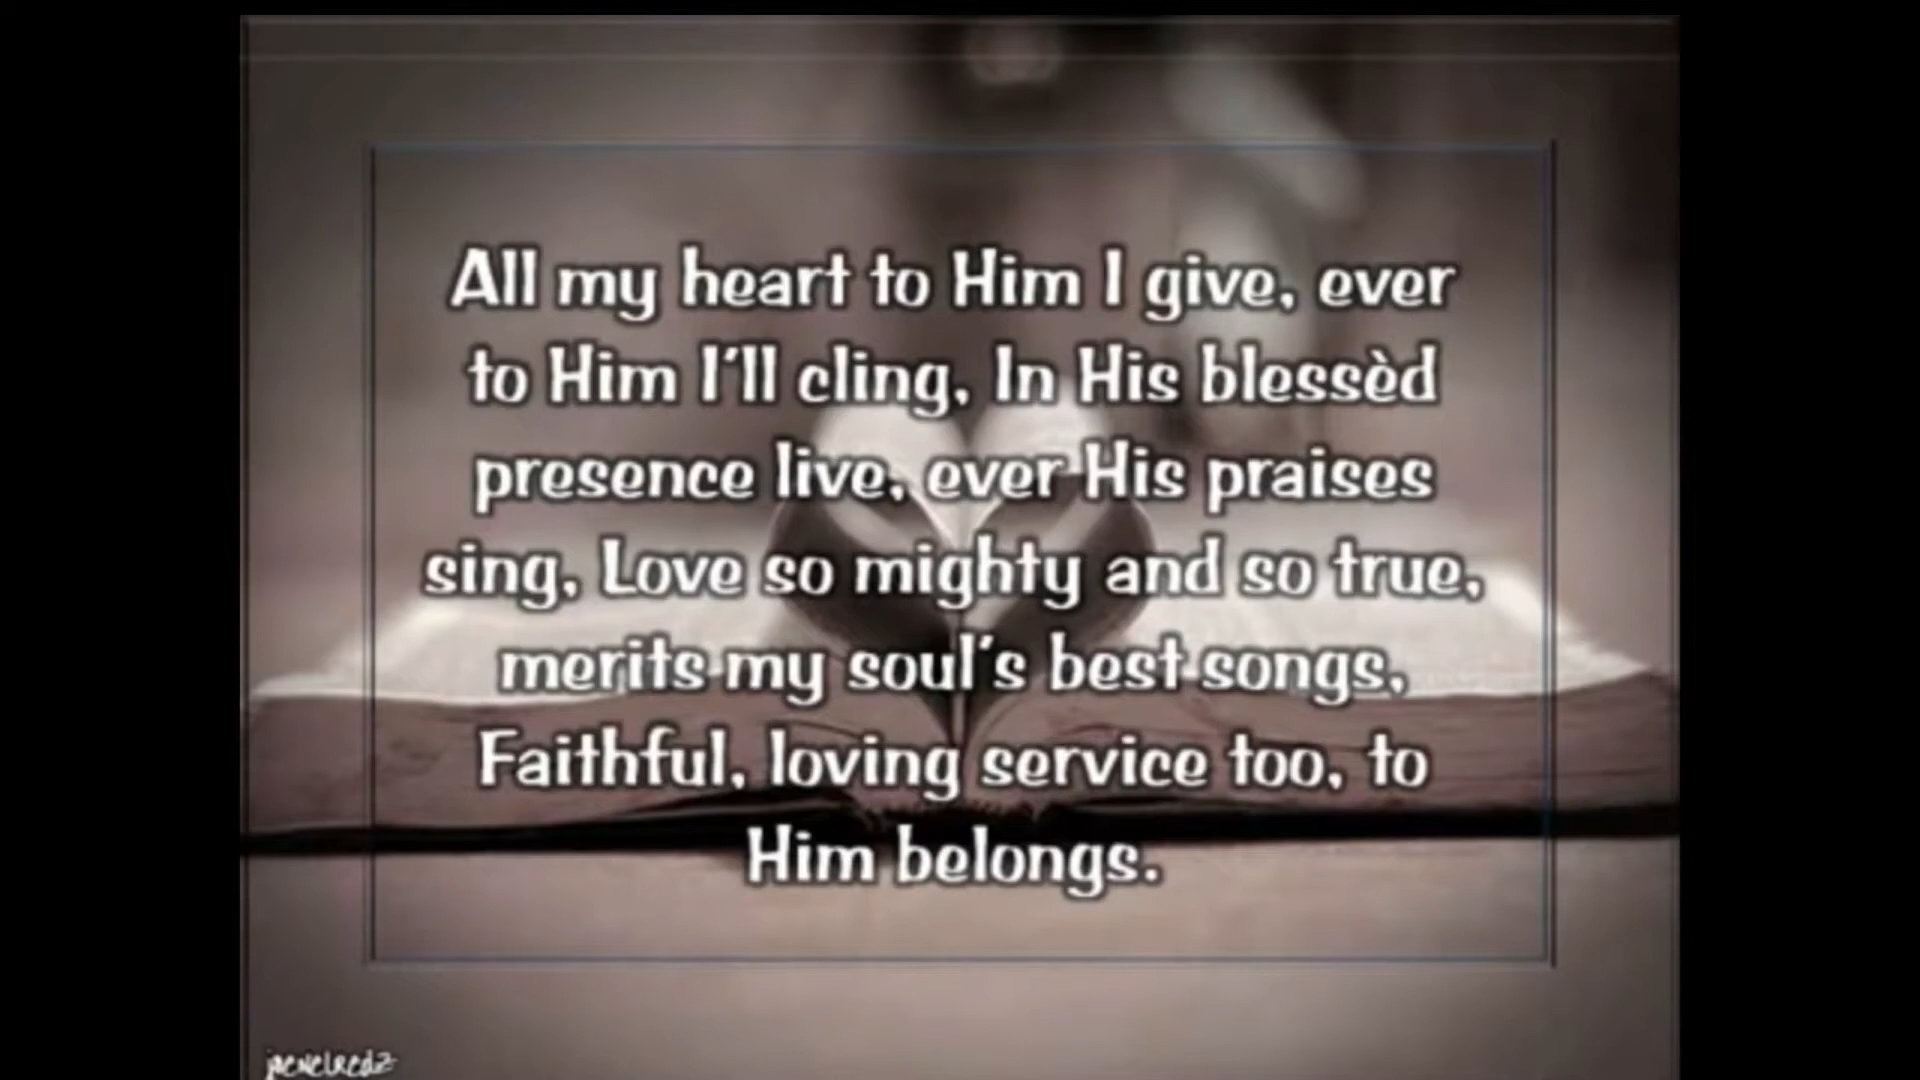 All my heart to Him I give, ever
to Him I'll cling, In His blessèd
presence live, ever His praises
sing, Love so mighty and so true,
merits my soul's best songs,
Faithful, loving service too, to
Him belongs.
jaenelredz